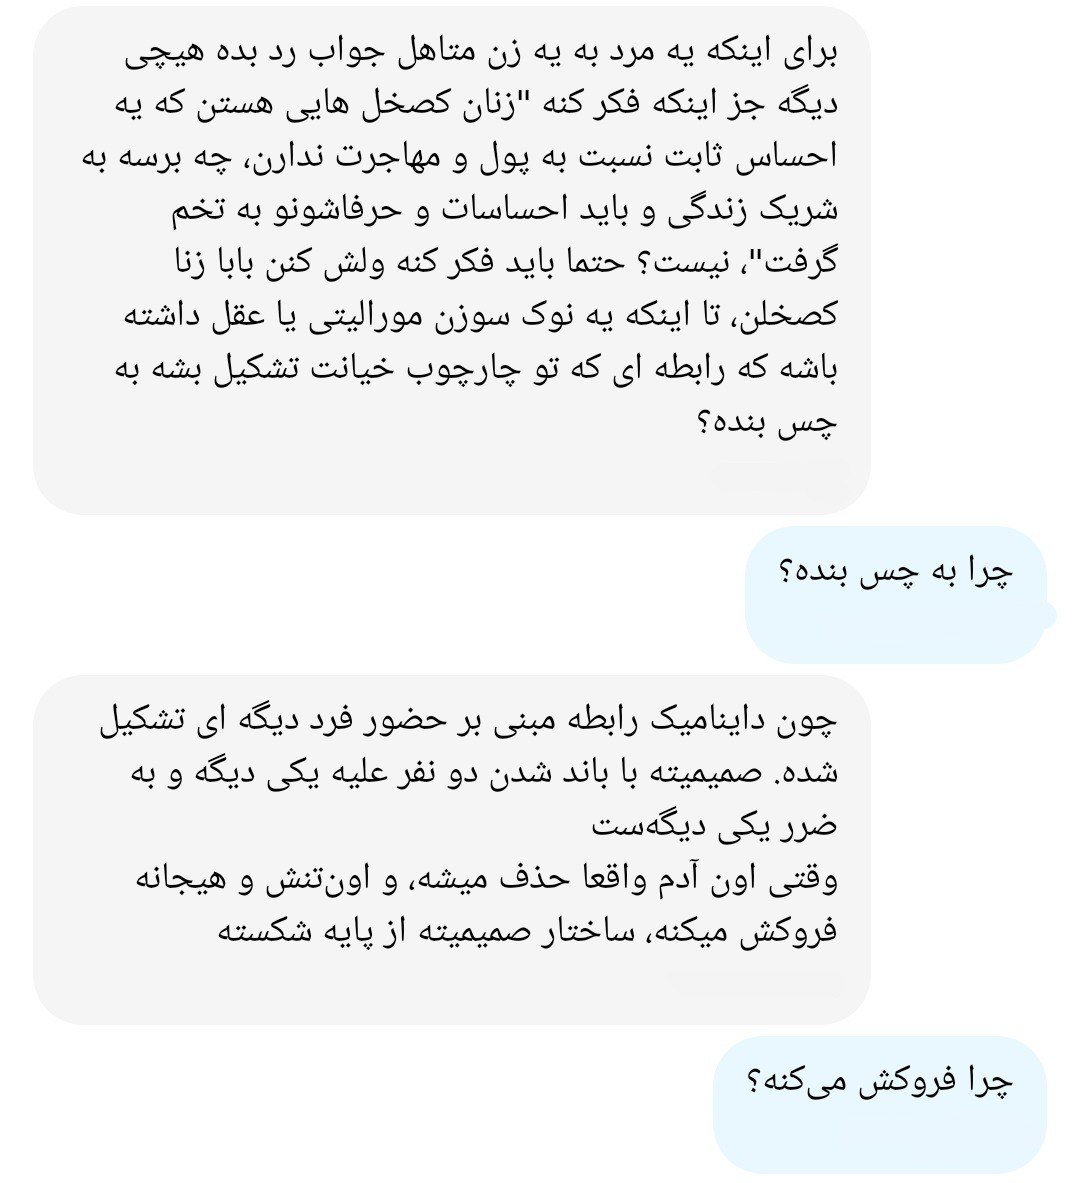 برای اینکه یه مرد به یه زن متاهل جواب رد بده هیچی
دیگه جز اینکه فکر کنه "زنان کصخل هایی هستن که یه
احساس ثابت نسبت به پول و مهاجرت ندارن، چه برسه به
شریک زندگی و باید احساسات و حرفاشونو به تخم
گرفت"، نیست؟ حتما باید فکر کنه ولش کنن بابا زنا
کصخلن، تا اینکه یه نوک سوزن مورالیتی یا عقل داشته
باشه که رابطه ای که تو چارچوب خیانت تشکیل بشه به
چس بنده؟
چرا به چس بنده؟
چون داینامیک رابطه مبنی بر حضور فرد دیگه ای تشکیل
شده. صمیمیته با باند شدن دو نفر علیه یکی دیگه و به
ضرر یکی دیگه‌ست
وقتی اون آدم واقعا حذف میشه، و اون‌تنش و هیجانه
فروکش میکنه، ساختار صمیمیته از پایه شکسته
چرا فروکش می‌کنه؟